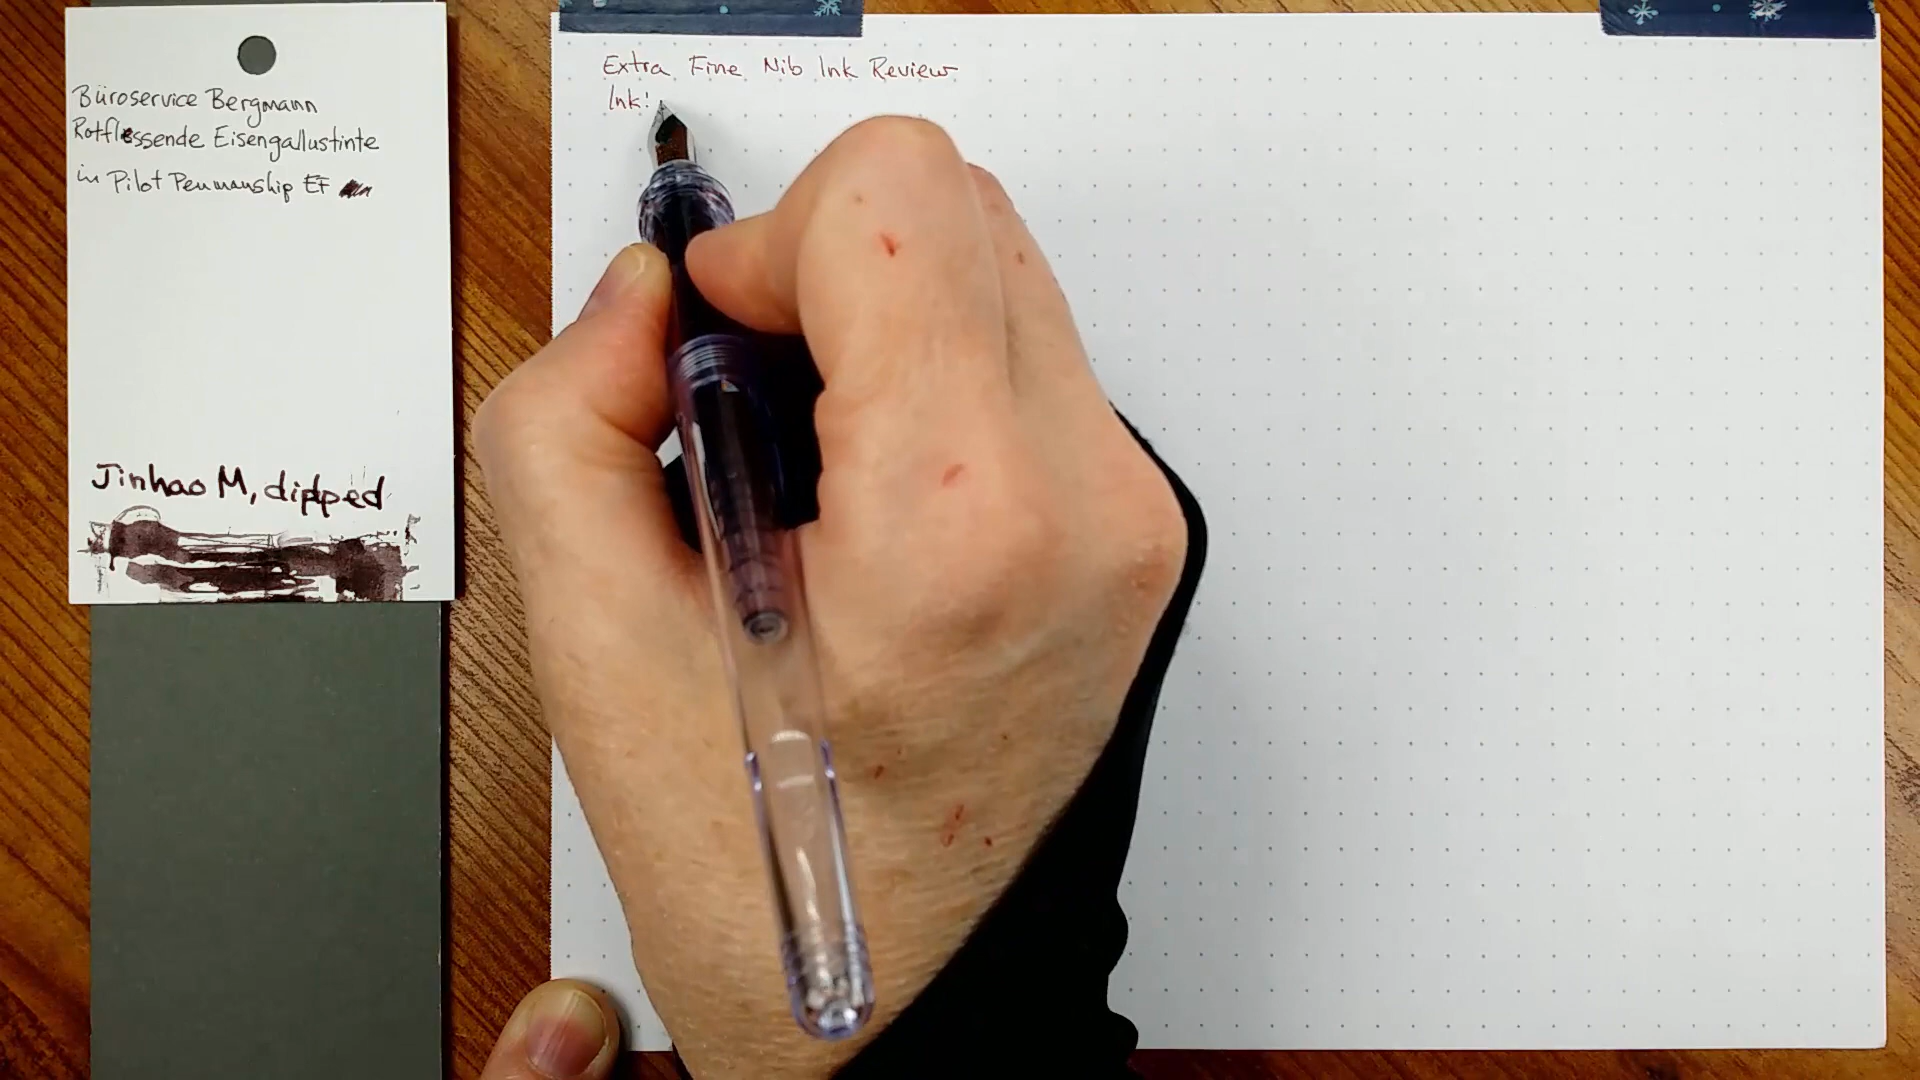 Büroservice Bergmann
Rotfliessende Eisengallustinte
in Pilot Penmanship EF
Jinhao M, dipped
Extra Fine Nib Ink Review
Ink: